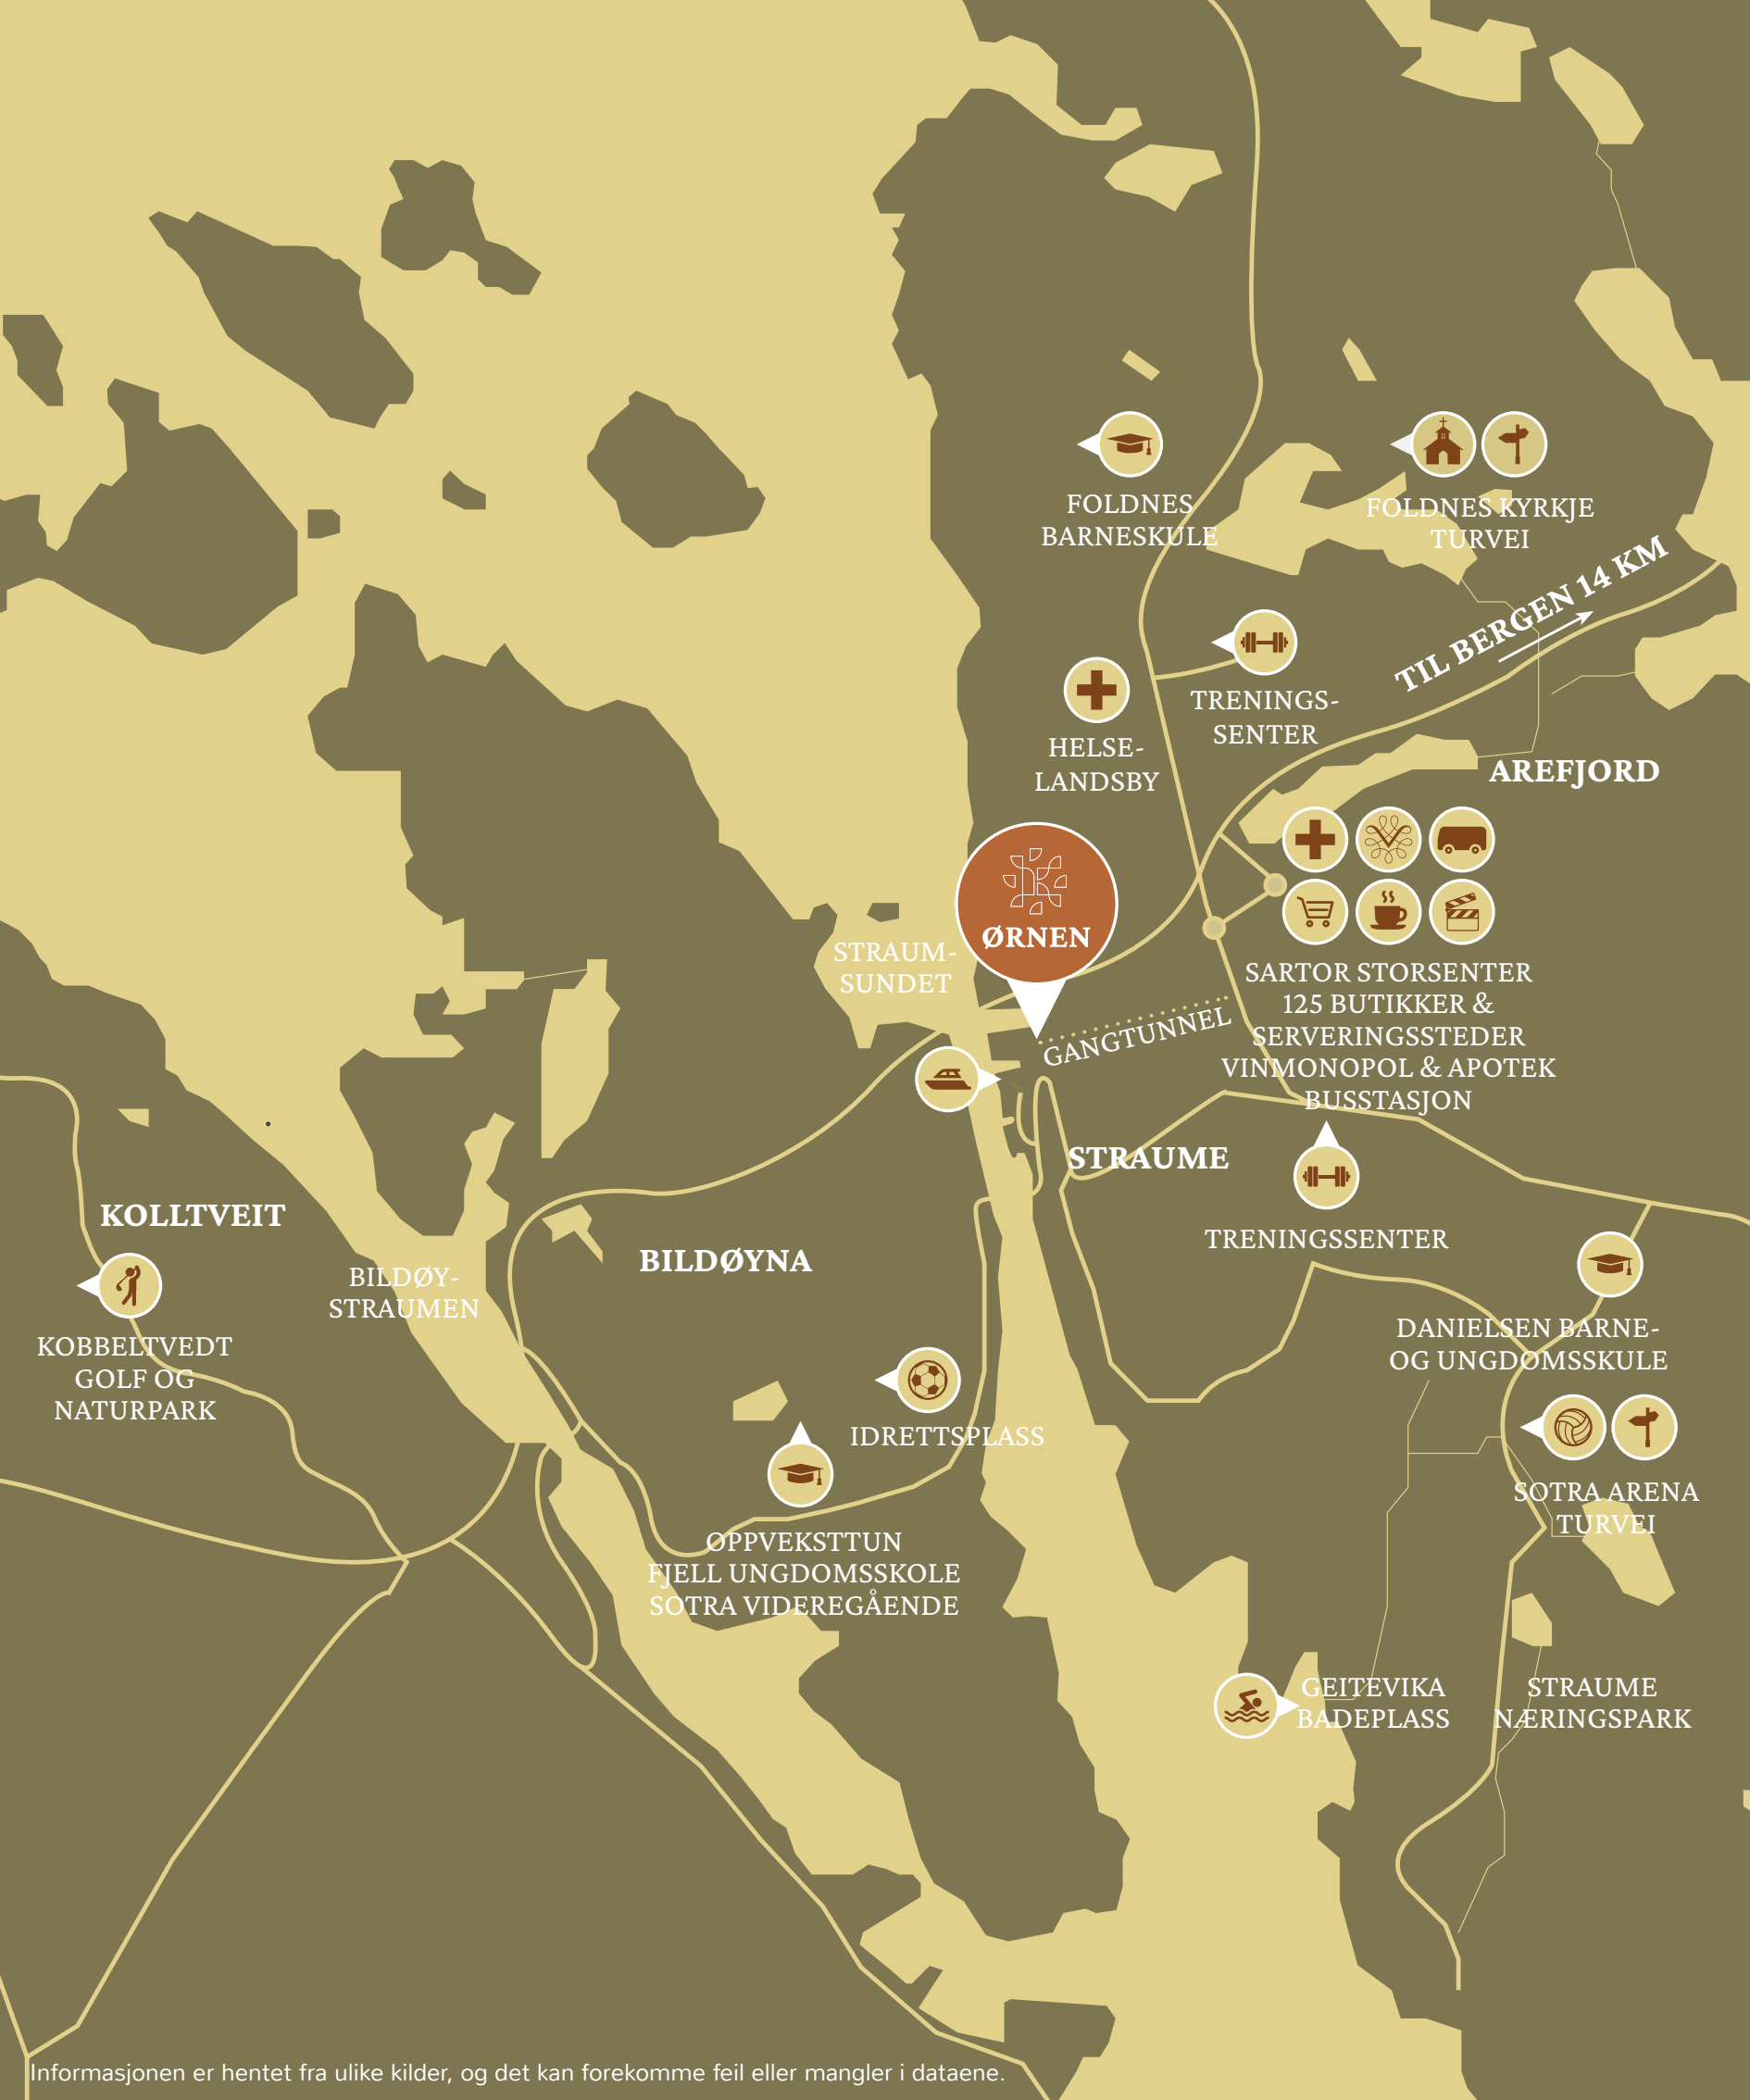 FOLDNES
BARNESKULE
FOLDNES KYRKJE
TURVEI
TIL BERGEN 14 KM
TRENINGS-
SENTER
HELSE-
LANDSBY
AREFJORD
ØRNEN
STRAUM-
SUNDET
GANGTUNNEL
SARTOR STORSENTER
125 BUTIKKER &
SERVERINGSSTEDER
VINMONOPOL & APOTEK
BUSSTASJON
STRAUME
TRENINGSSENTER
KOLLTVEIT
BILDØYNA
BILDØY-
STRAUMEN
KOBBELTVEDT
GOLF OG
NATURPARK
DANIELSEN BARNE-
OG UNGDOMSSKULE
IDRETTSPLASS
SOTRA ARENA
TURVEI
OPPVEKSTTUN
FJELL UNGDOMSSKOLE
SOTRA VIDEREGÅENDE
GEITEVIKA
BADEPLASS
STRAUME
NÆRINGSPARK
Informasjonen er hentet fra ulike kilder, og det kan forekomme feil eller mangler i dataene.